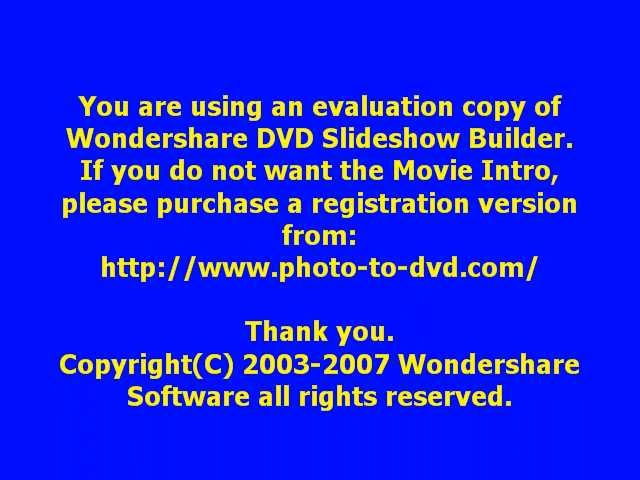 You are using an evaluation copy of
Wondershare DVD Slideshow Builder.
If you do not want the Movie Intro,
please purchase a registration version
from:
http://www.photo-to-dvd.com/
Thank you.
Copyright(C) 2003-2007 Wondershare
Software all rights reserved.